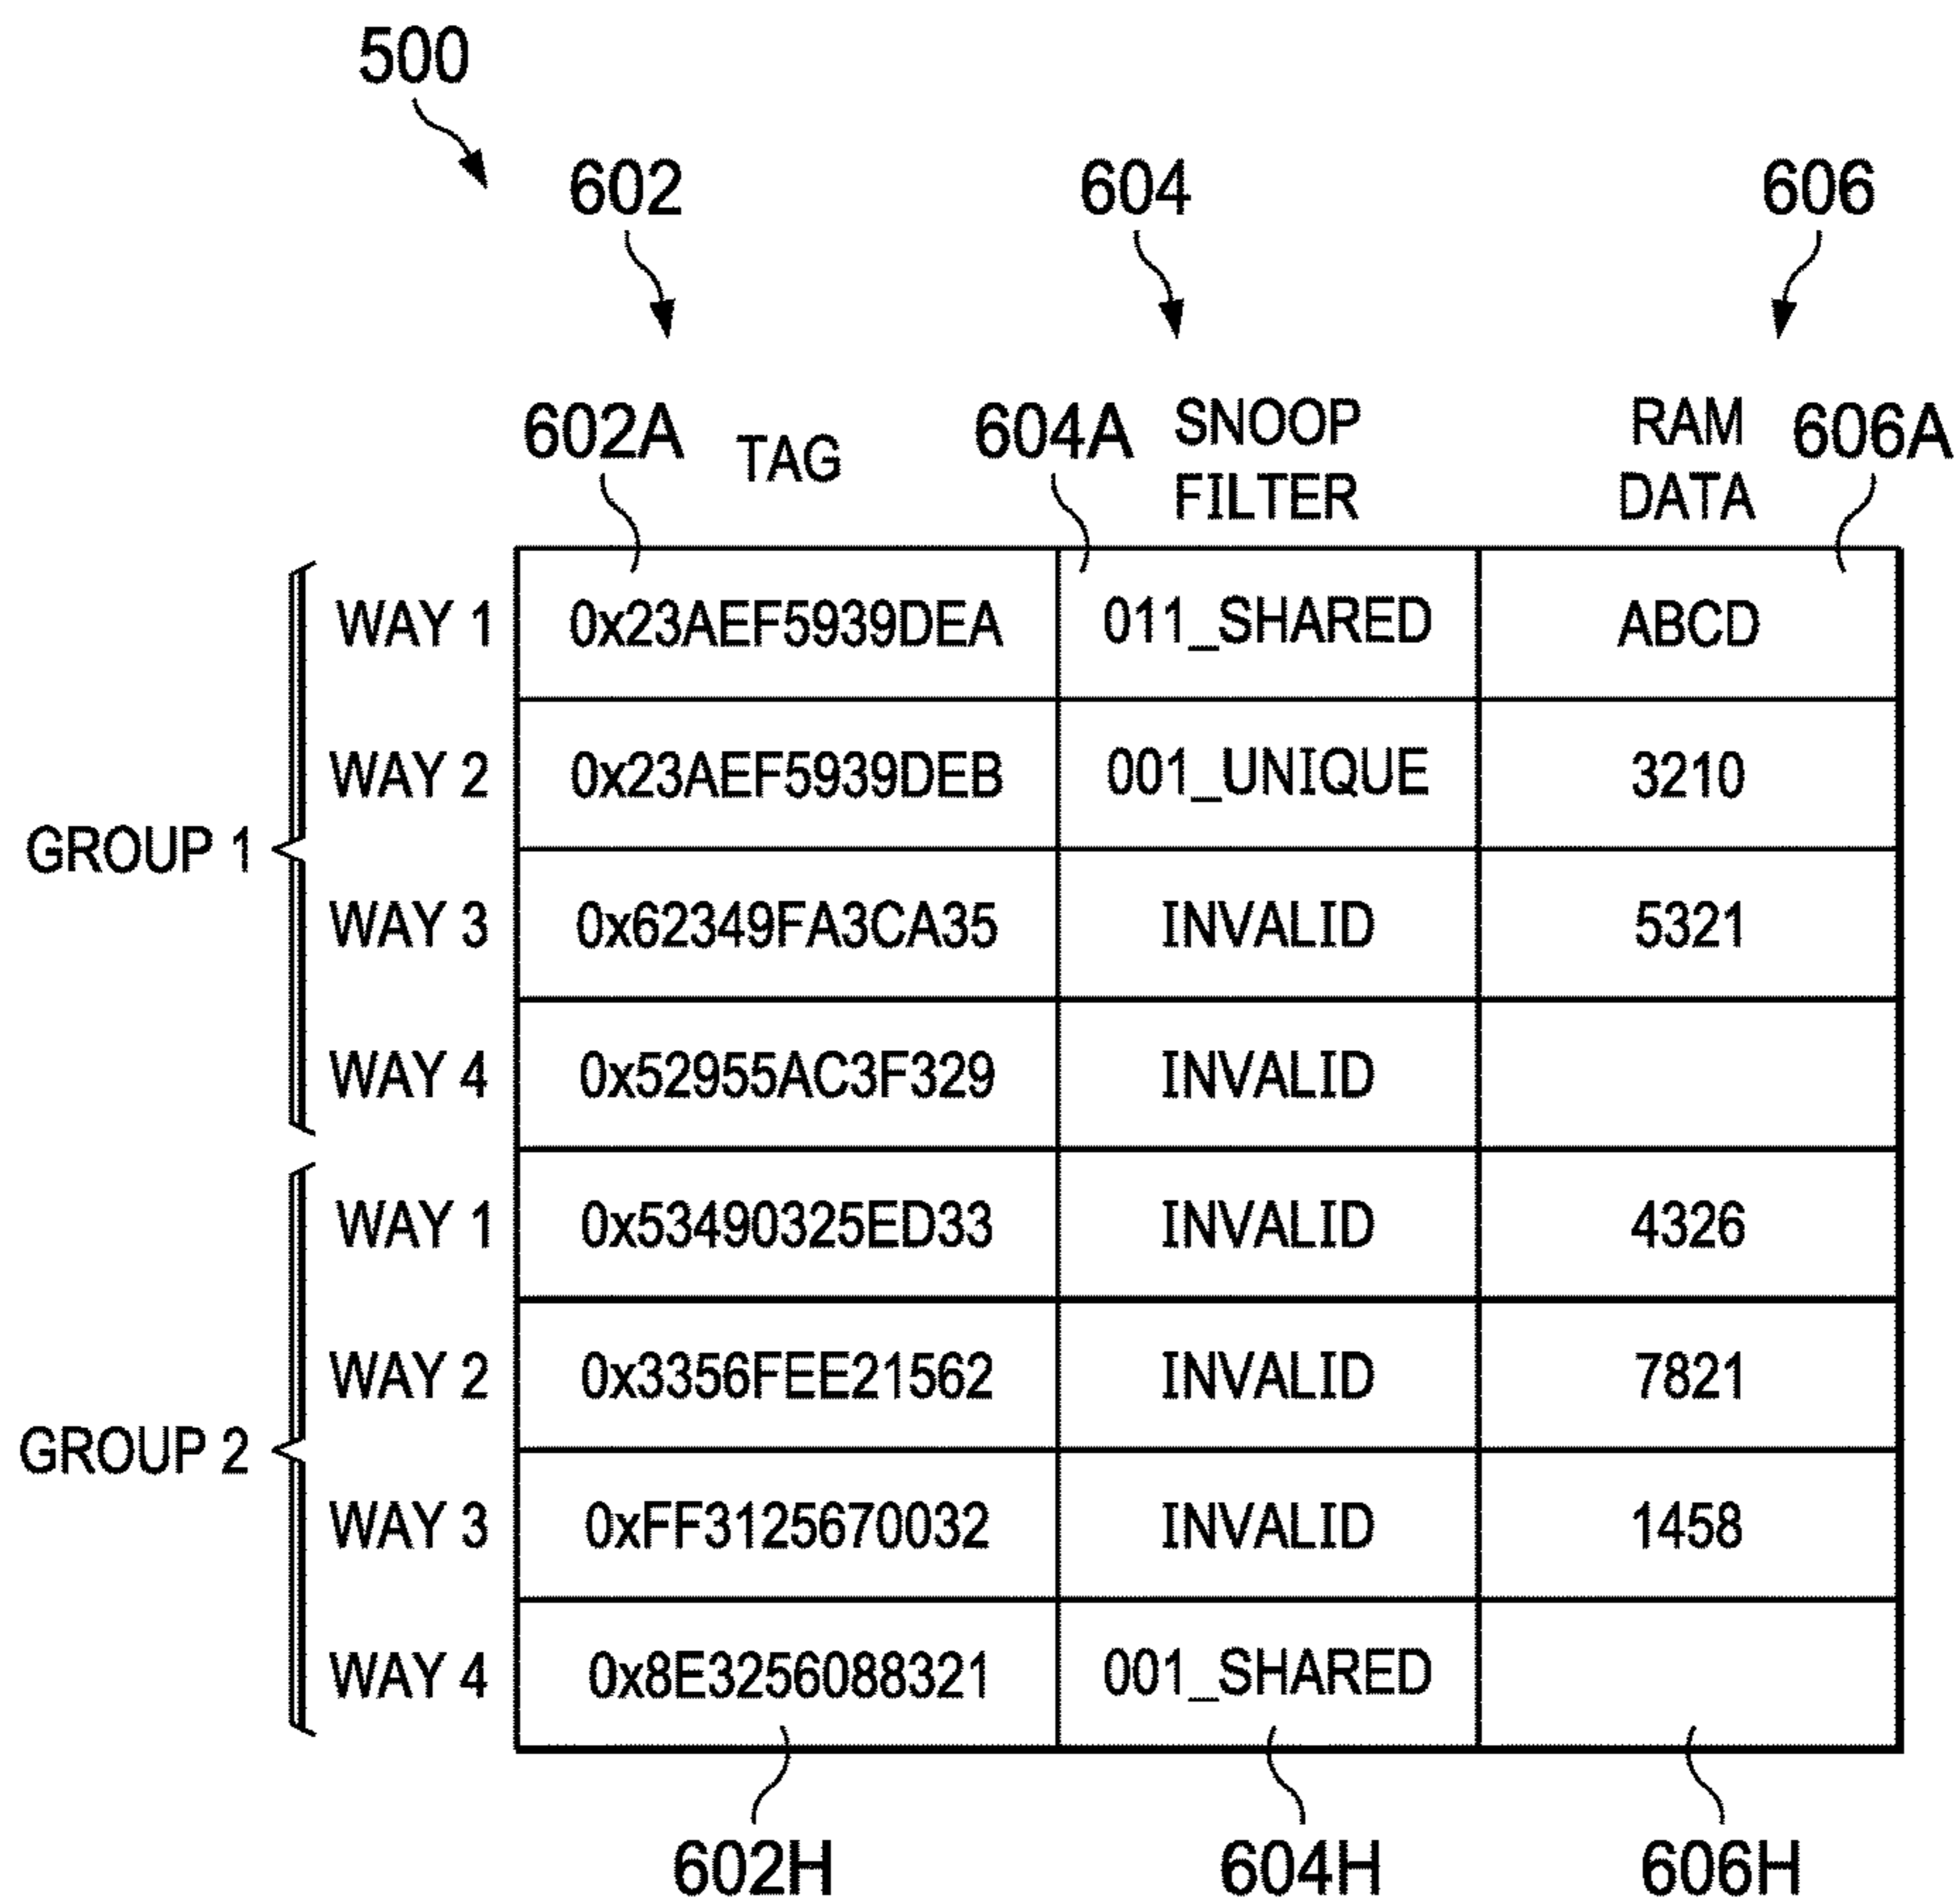 500
602 604 606
602A TAG 604A SNOOP FILTER RAM DATA 606A
WAY 1 0x23AEF5939DEA 011_SHARED ABCD
WAY 2 0x23AEF5939DEB 001_UNIQUE 3210
GROUP 1
WAY 3 0x62349FA3CA35 INVALID 5321
WAY 4 0x52955AC3F329 INVALID
WAY 1 0x53490325ED33 INVALID 4326
WAY 2 0x3356FEE21562 INVALID 7821
GROUP 2
WAY 3 0xFF3125670032 INVALID 1458
WAY 4 0x8E3256088321 001_SHARED
602H 604H 606H